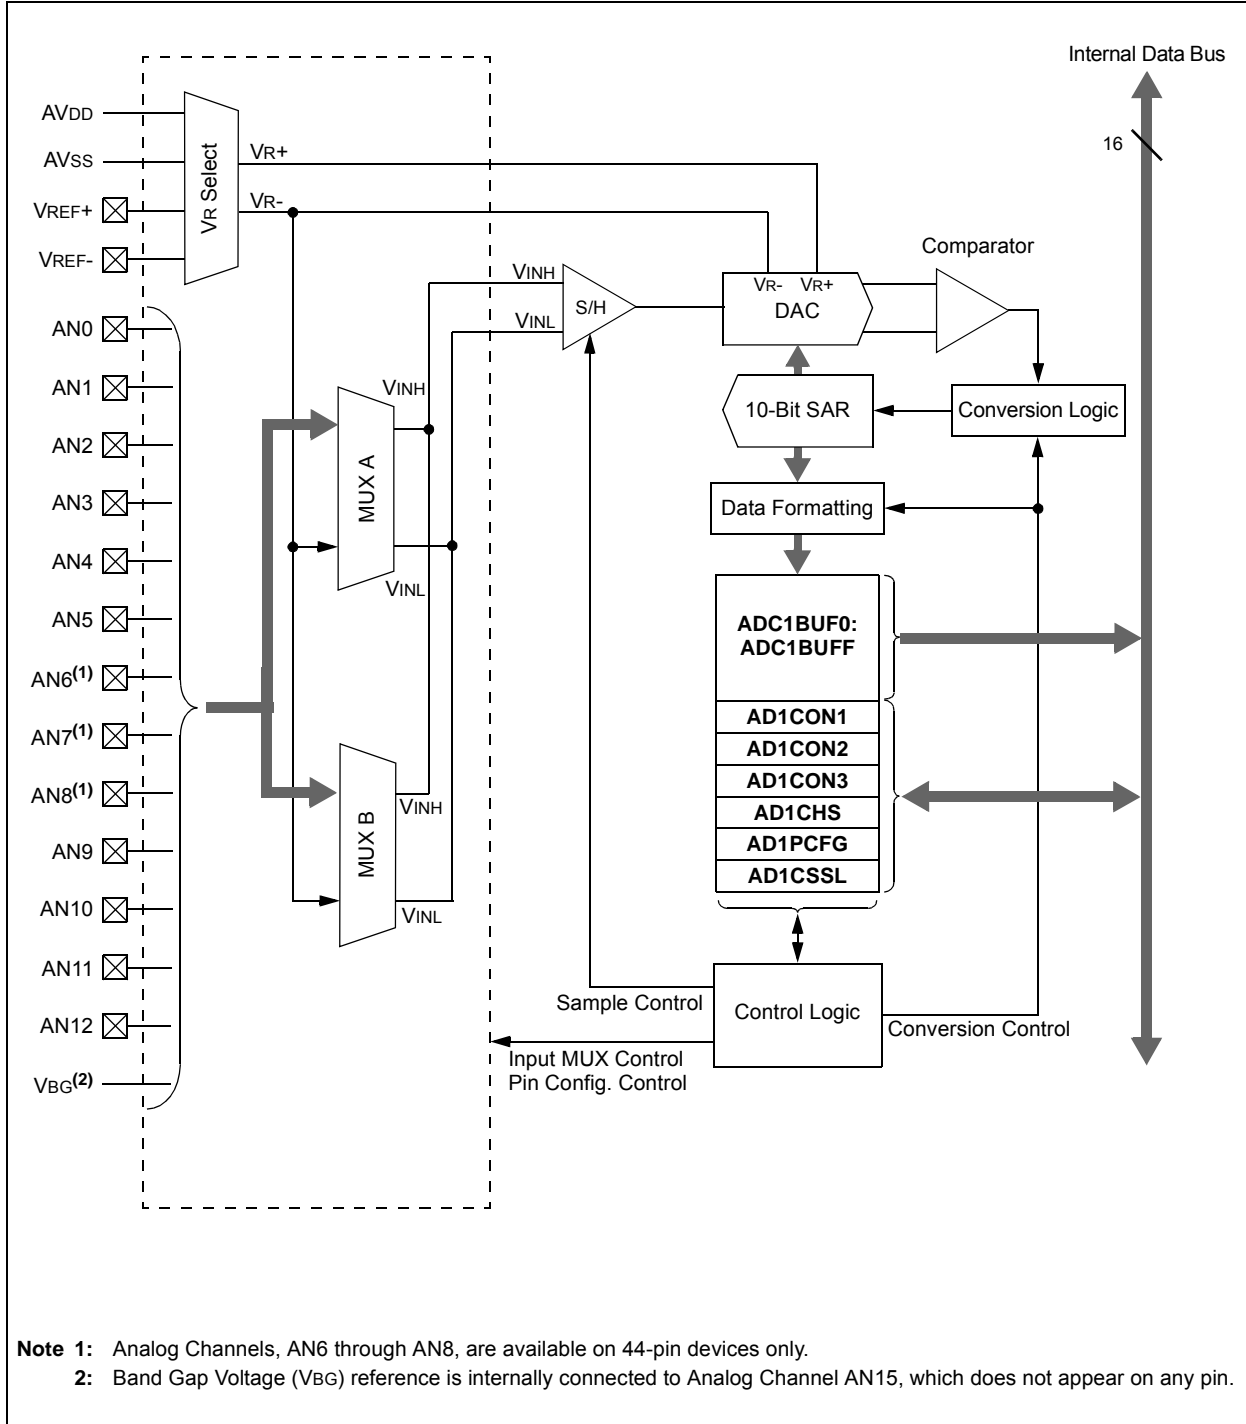 Internal Data Bus
16
AVDD
AVSS
VREF+
VREF-
VR Select
VR+
VR-
Comparator
VINH
VINL
S/H
VR- VR+
DAC
AN0
AN1
AN2
AN3
AN4
AN5
AN6(1)
AN7(1)
AN8(1)
AN9
AN10
AN11
AN12
VBG(2)
VINH
MUX A
VINL
MUX B
VINH
VINL
10-Bit SAR
Conversion Logic
Data Formatting
ADC1BUF0:
ADC1BUFF
AD1CON1
AD1CON2
AD1CON3
AD1CHS
AD1PCFG
AD1CSSL
Sample Control
Control Logic
Conversion Control
Input MUX Control
Pin Config. Control
Note 1: Analog Channels, AN6 through AN8, are available on 44-pin devices only.
2: Band Gap Voltage (VBG) reference is internally connected to Analog Channel AN15, which does not appear on any pin.